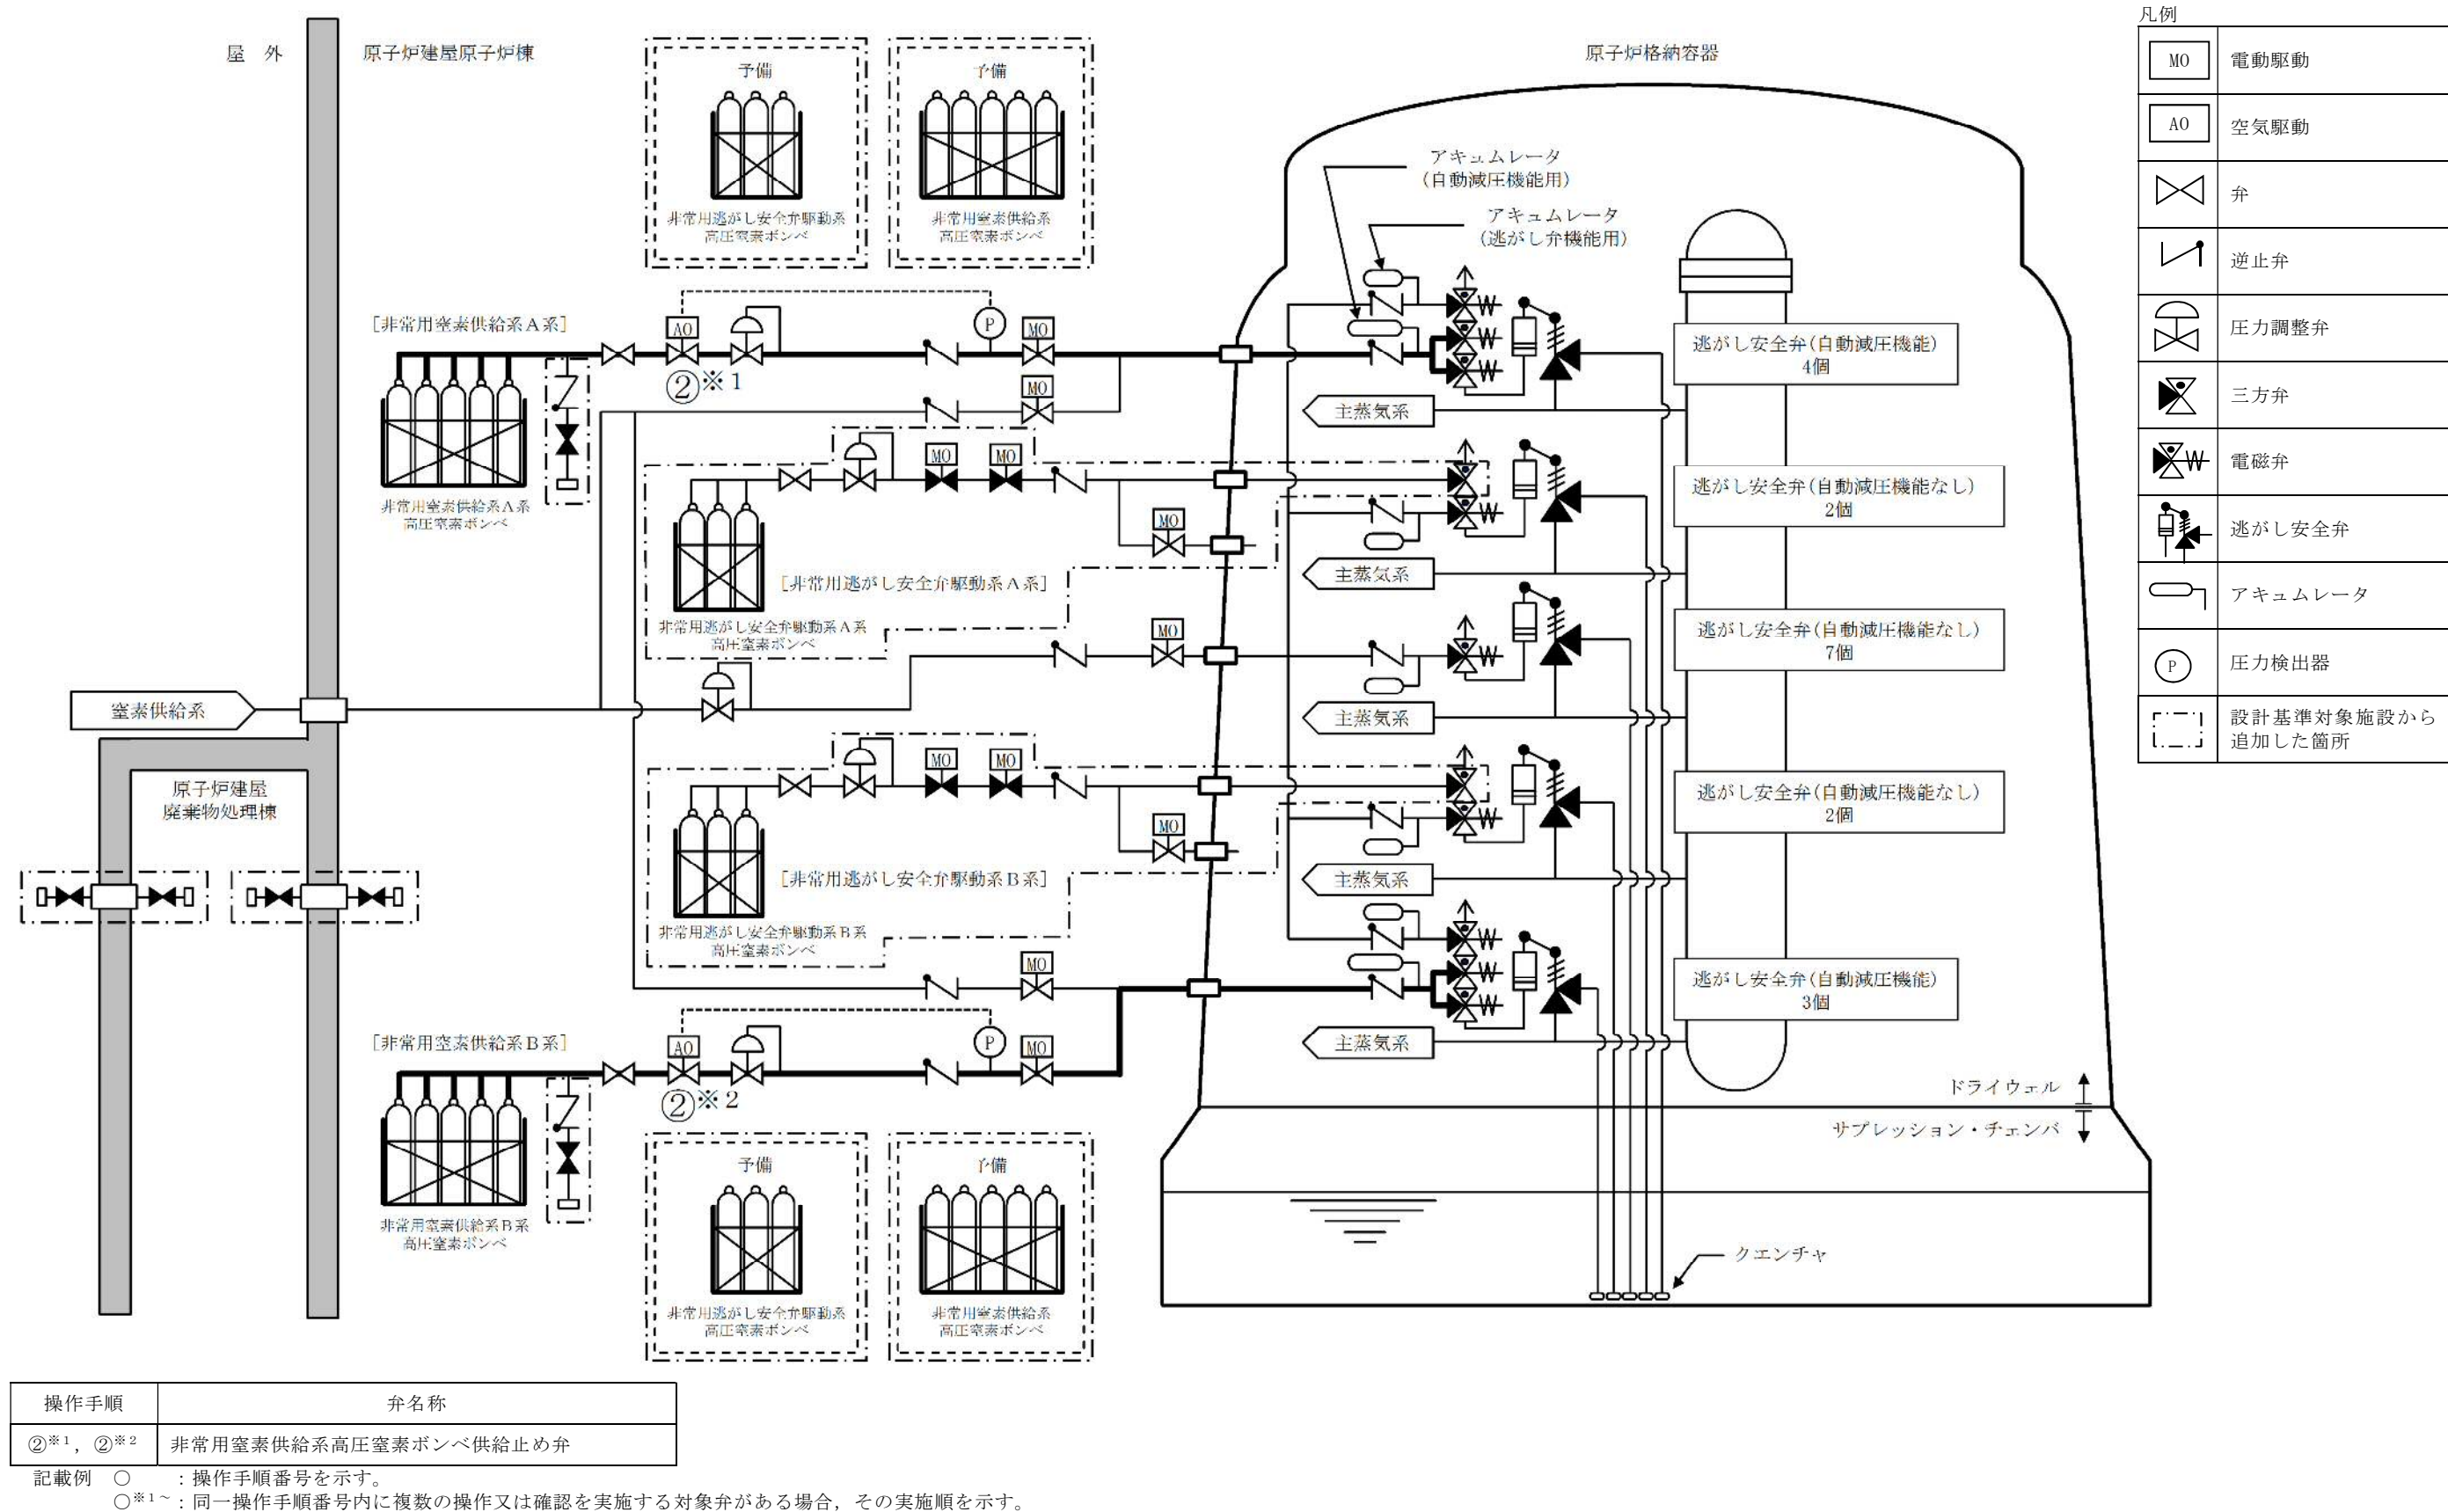 屋 外
原子炉建屋原子炉棟
予備
非常用逃がし安全弁駆動系
高圧窒素ボンベ
予備
非常用窒素供給系
高圧窒素ボンベ
原子炉格納容器
アキュムレータ
(自動減圧機能用)
アキュムレータ
(逃がし弁機能用)
[非常用窒素供給系A系]
AO
P
MO
②※1
MO
非常用窒素供給系A系
高圧窒素ボンベ
逃がし安全弁(自動減圧機能)
4個
主蒸気系
MO
MO
MO
[非常用逃がし安全弁駆動系A系]
非常用逃がし安全弁駆動系A系
高圧窒素ボンベ
逃がし安全弁(自動減圧機能なし)
2個
主蒸気系
MO
逃がし安全弁(自動減圧機能なし)
7個
主蒸気系
窒素供給系
原子炉建屋
廃棄物処理棟
MO
MO
MO
[非常用逃がし安全弁駆動系B系]
非常用逃がし安全弁駆動系B系
高圧窒素ボンベ
逃がし安全弁(自動減圧機能なし)
2個
主蒸気系
MO
逃がし安全弁(自動減圧機能)
3個
主蒸気系
[非常用窒素供給系B系]
AO
P
MO
②※2
非常用窒素供給系B系
高圧窒素ボンベ
予備
非常用逃がし安全弁駆動系
高圧窒素ボンベ
予備
非常用窒素供給系
高圧窒素ボンベ
ドライウェル
サプレッション・チェンバ
クエンチャ
凡例
MO 電動駆動
AO 空気駆動
弁
逆止弁
圧力調整弁
三方弁
電磁弁
逃がし安全弁
アキュムレータ
P 圧力検出器
設計基準対象施設から
追加した箇所
操作手順 弁名称
②※1, ②※2 非常用窒素供給系高圧窒素ボンベ供給止め弁
記載例 ○ :操作手順番号を示す。
○※1~:同一操作手順番号内に複数の操作又は確認を実施する対象弁がある場合, その実施順を示す。